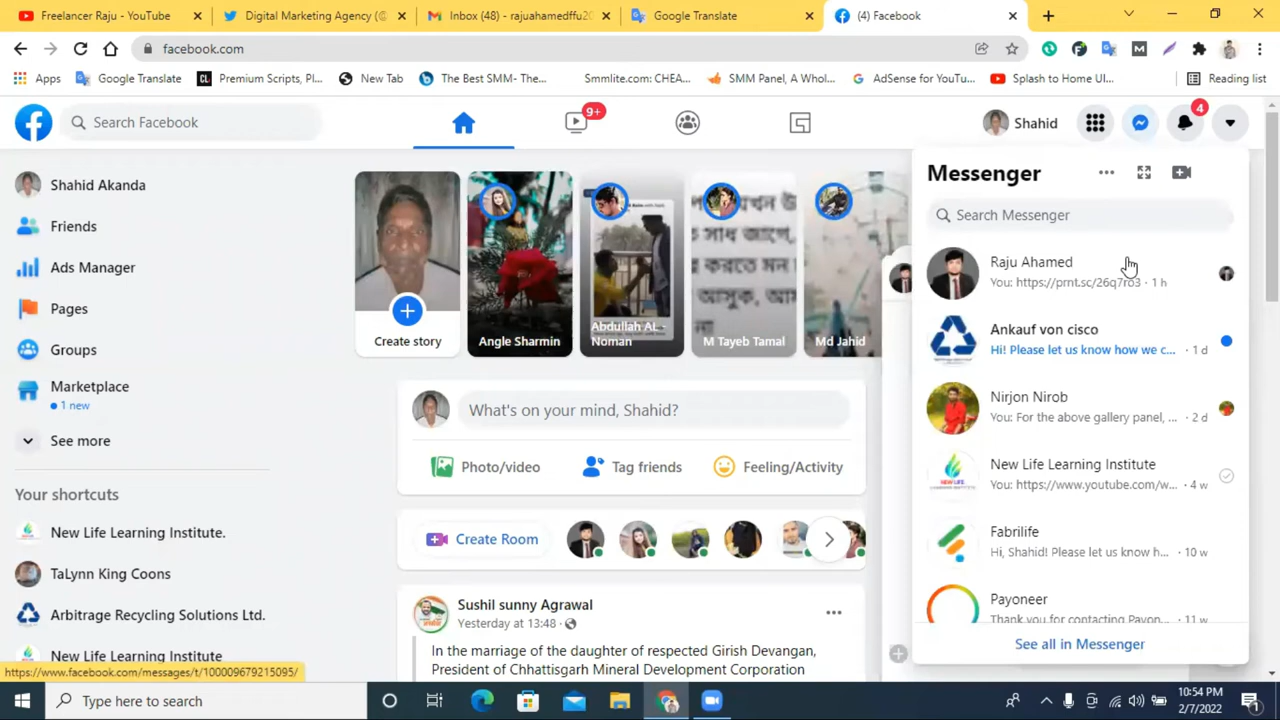 Freelancer Raju - YouTube
Digital Marketing Agency (@
Inbox (48) - rajuahamedffu20
Google Translate
(4) Facebook
facebook.com
Apps
Google Translate
Premium Scripts, Pl...
New Tab
The Best SMM- The...
Smmlite.com: CHEA...
SMM Panel, A Whol...
AdSense for YouTu...
Splash to Home UI...
Reading list
Search Facebook
9+
Shahid
4
Shahid Akanda
Friends
Ads Manager
Pages
Groups
Marketplace
1 new
See more
Your shortcuts
New Life Learning Institute.
TaLynn King Coons
Arbitrage Recycling Solutions Ltd.
New Life Learning Institute
https://www.facebook.com/messages/t/100009679215095/
Create story
Angle Sharmin
Abdullah AL -
Noman
M Tayeb Tamal
Md Jahid
What's on your mind, Shahid?
Photo/video
Tag friends
Feeling/Activity
Create Room
Sushil sunny Agrawal
Yesterday at 13:48 ·
In the marriage of the daughter of respected Girish Devangan,
President of Chhattisgarh Mineral Development Corporation
Messenger
Search Messenger
Raju Ahamed
You: https://prnt.sc/26q7ro3 · 1 h
Ankauf von cisco
Hi! Please let us know how we c... · 1 d
Nirjon Nirob
You: For the above gallery panel, ... · 2 d
New Life Learning Institute
You: https://www.youtube.com/w... · 4 w
Fabrilife
Hi, Shahid! Please let us know h... · 10 w
Payoneer
Thank you for contacting Payon... · 11 w
See all in Messenger
Type here to search
10:54 PM
2/7/2022